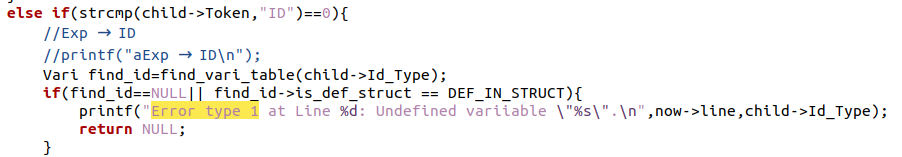 else if(strcmp(child->Token,"ID")==0){
//Exp → ID
//printf("aExp → ID\n");
Vari find_id=find_vari_table(child->Id_Type);
if(find_id==NULL|| find_id->is_def_struct == DEF_IN_STRUCT){
printf("Error type 1 at Line %d: Undefined variiable \"%s\".\n",now->line,child->Id_Type);
return NULL;
}